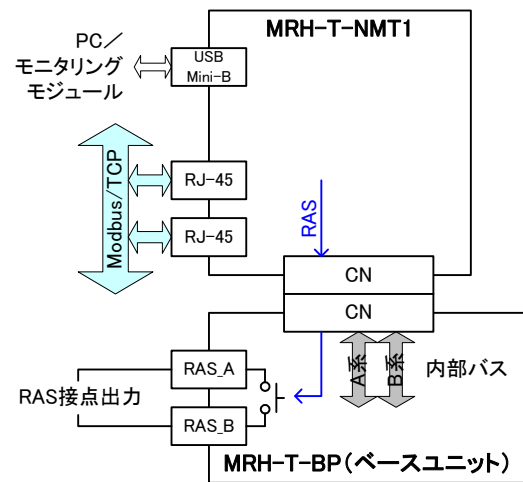 MRH-T-NMT1
PC／
モニタリング
モジュール
USB
Mini-B
Modbus/TCP
RJ-45
RJ-45
RAS
CN
CN
A系
B系
内部バス
RAS接点出力
RAS_A
RAS_B
MRH-T-BP（ベースユニット）